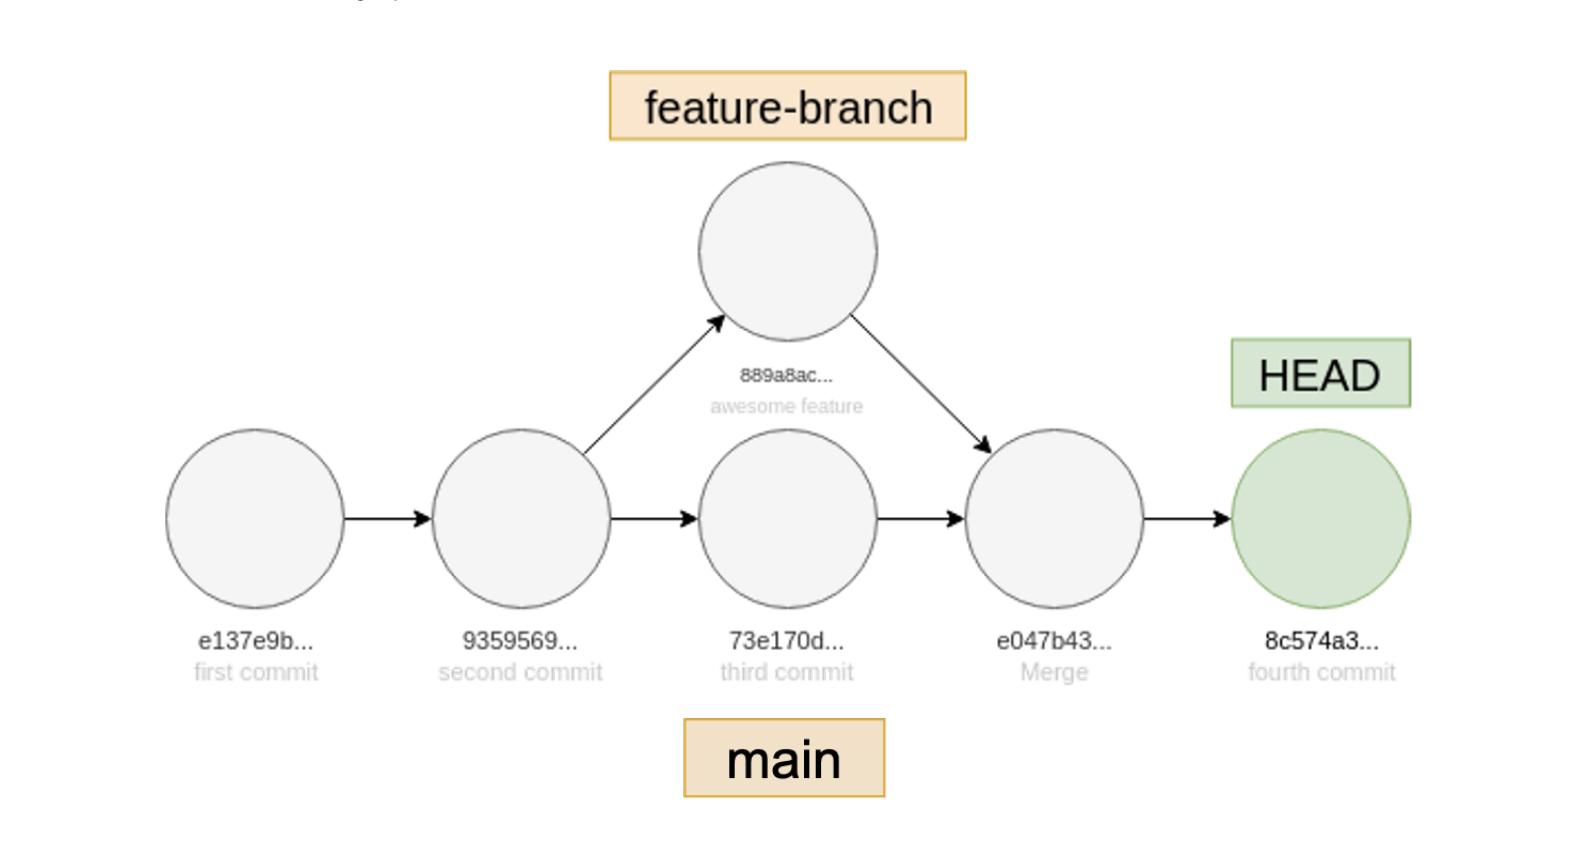 feature-branch
889a8ac...
awesome feature
HEAD
e137e9b...
first commit
9359569...
second commit
73e170d...
third commit
e047b43...
Merge
8c574a3...
fourth commit
main